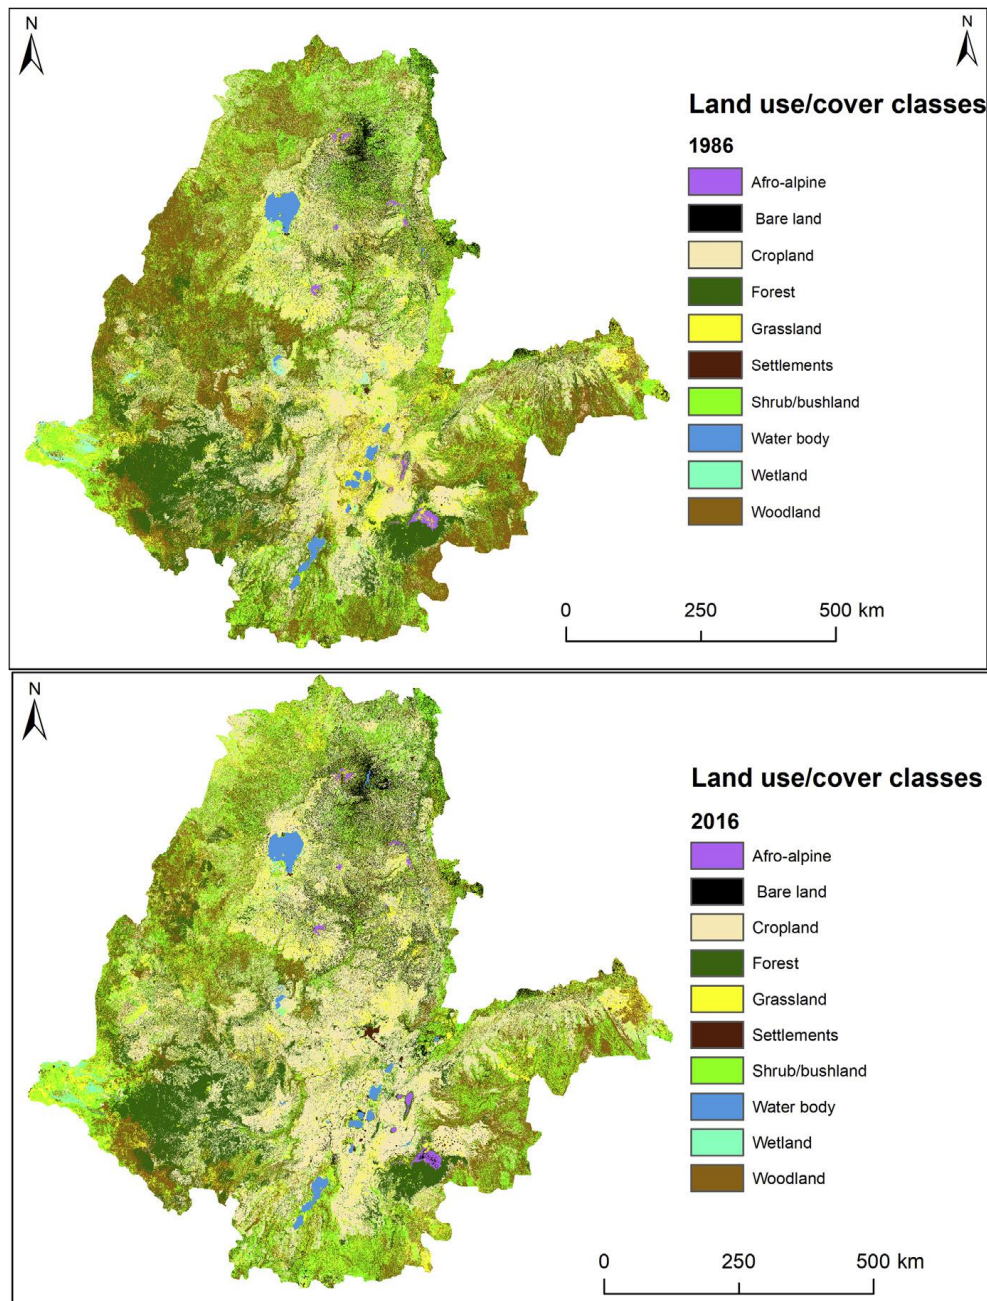 N
N
Land use/cover classes
1986
Afro-alpine
Bare land
Cropland
Forest
Grassland
Settlements
Shrub/bushland
Water body
Wetland
Woodland
0 250 500 km
N
Land use/cover classes
2016
Afro-alpine
Bare land
Cropland
Forest
Grassland
Settlements
Shrub/bushland
Water body
Wetland
Woodland
0 250 500 km